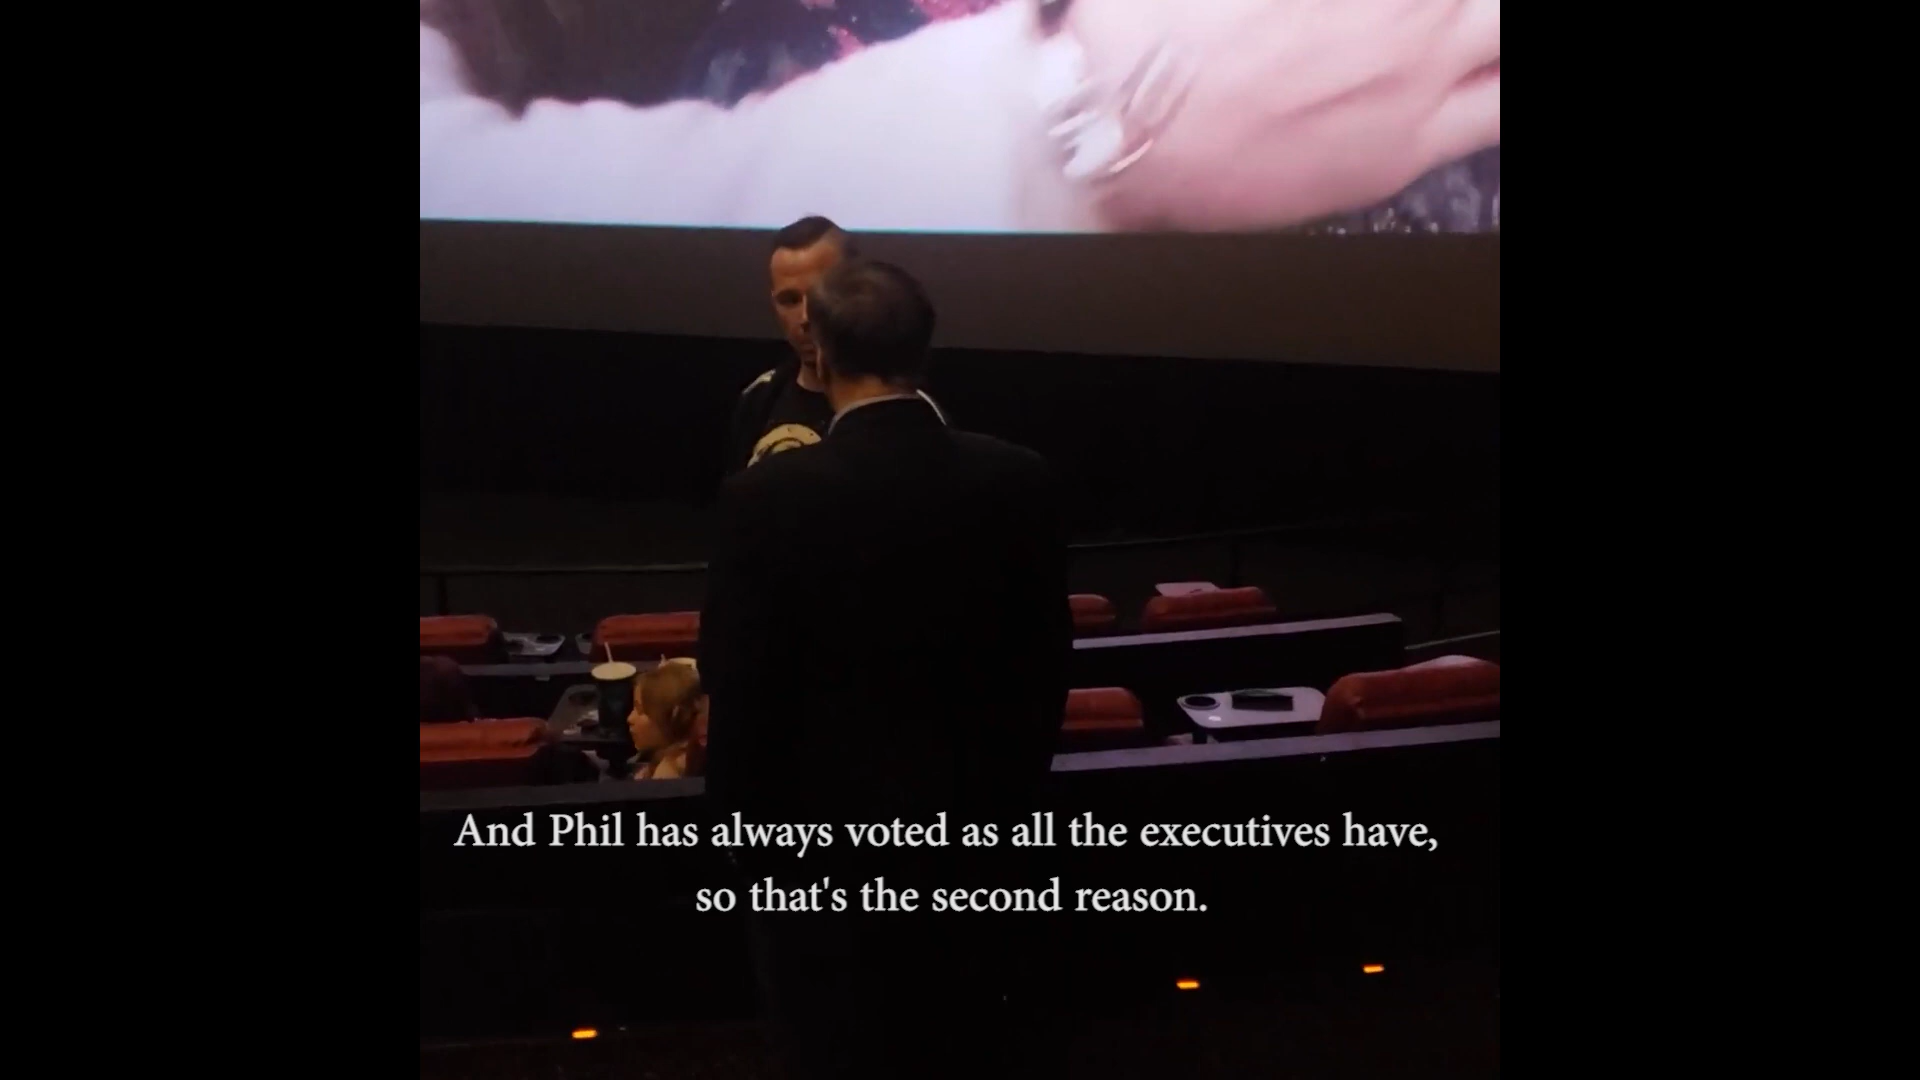 And Phil has always voted as all the executives have,
so that's the second reason.